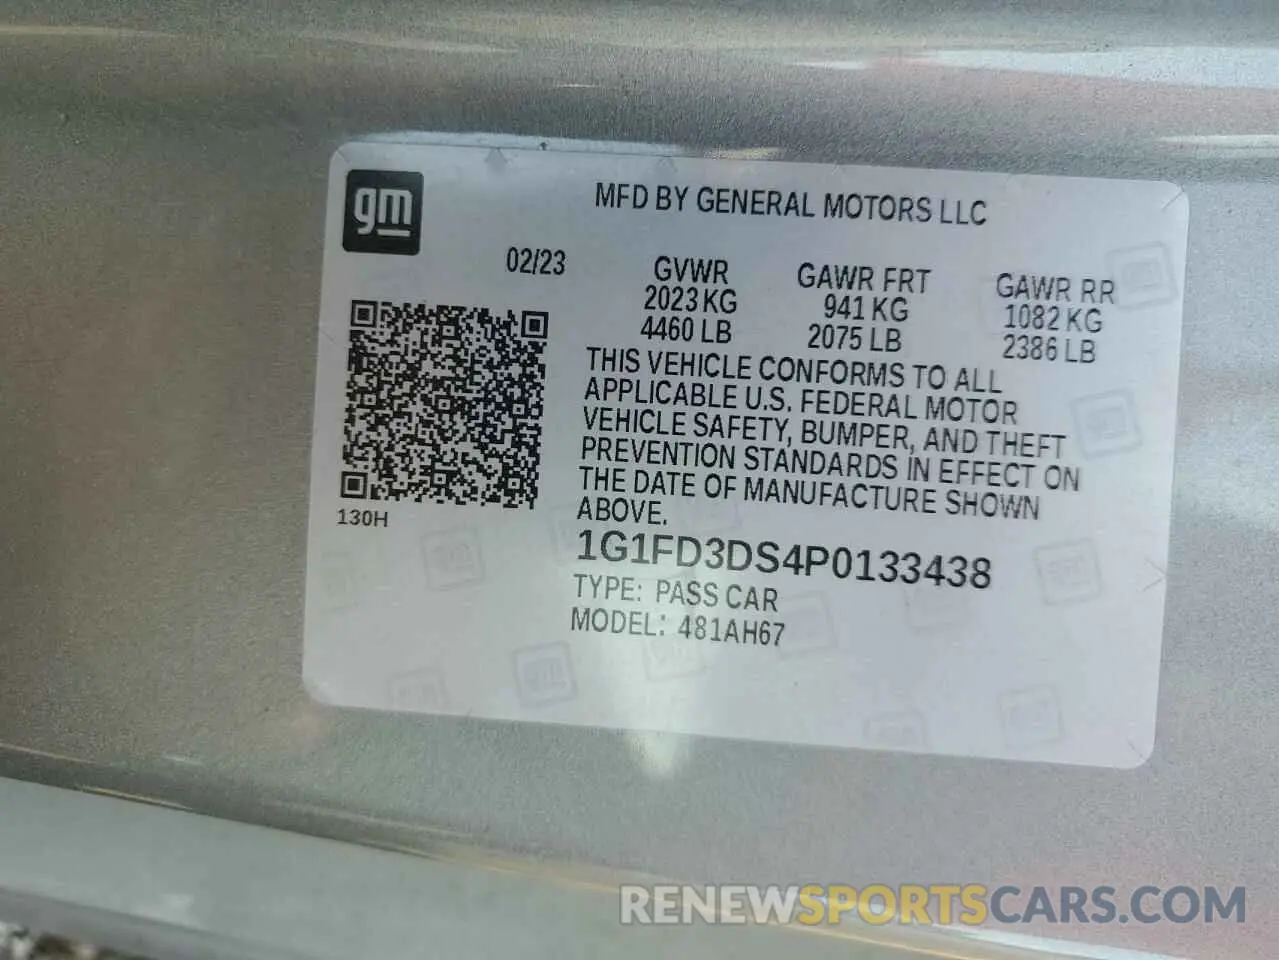 gm
MFD BY GENERAL MOTORS LLC
02/23 GVWR GAWR FRT GAWR RR
2023 KG 941 KG 1082 KG
4460 LB 2075 LB 2386 LB
THIS VEHICLE CONFORMS TO ALL
APPLICABLE U.S. FEDERAL MOTOR
VEHICLE SAFETY, BUMPER, AND THEFT
PREVENTION STANDARDS IN EFFECT ON
THE DATE OF MANUFACTURE SHOWN
ABOVE.
130H
1G1FD3DS4P0133438
TYPE: PASS CAR
MODEL: 481AH67
RENEWSPORTSCARS.COM